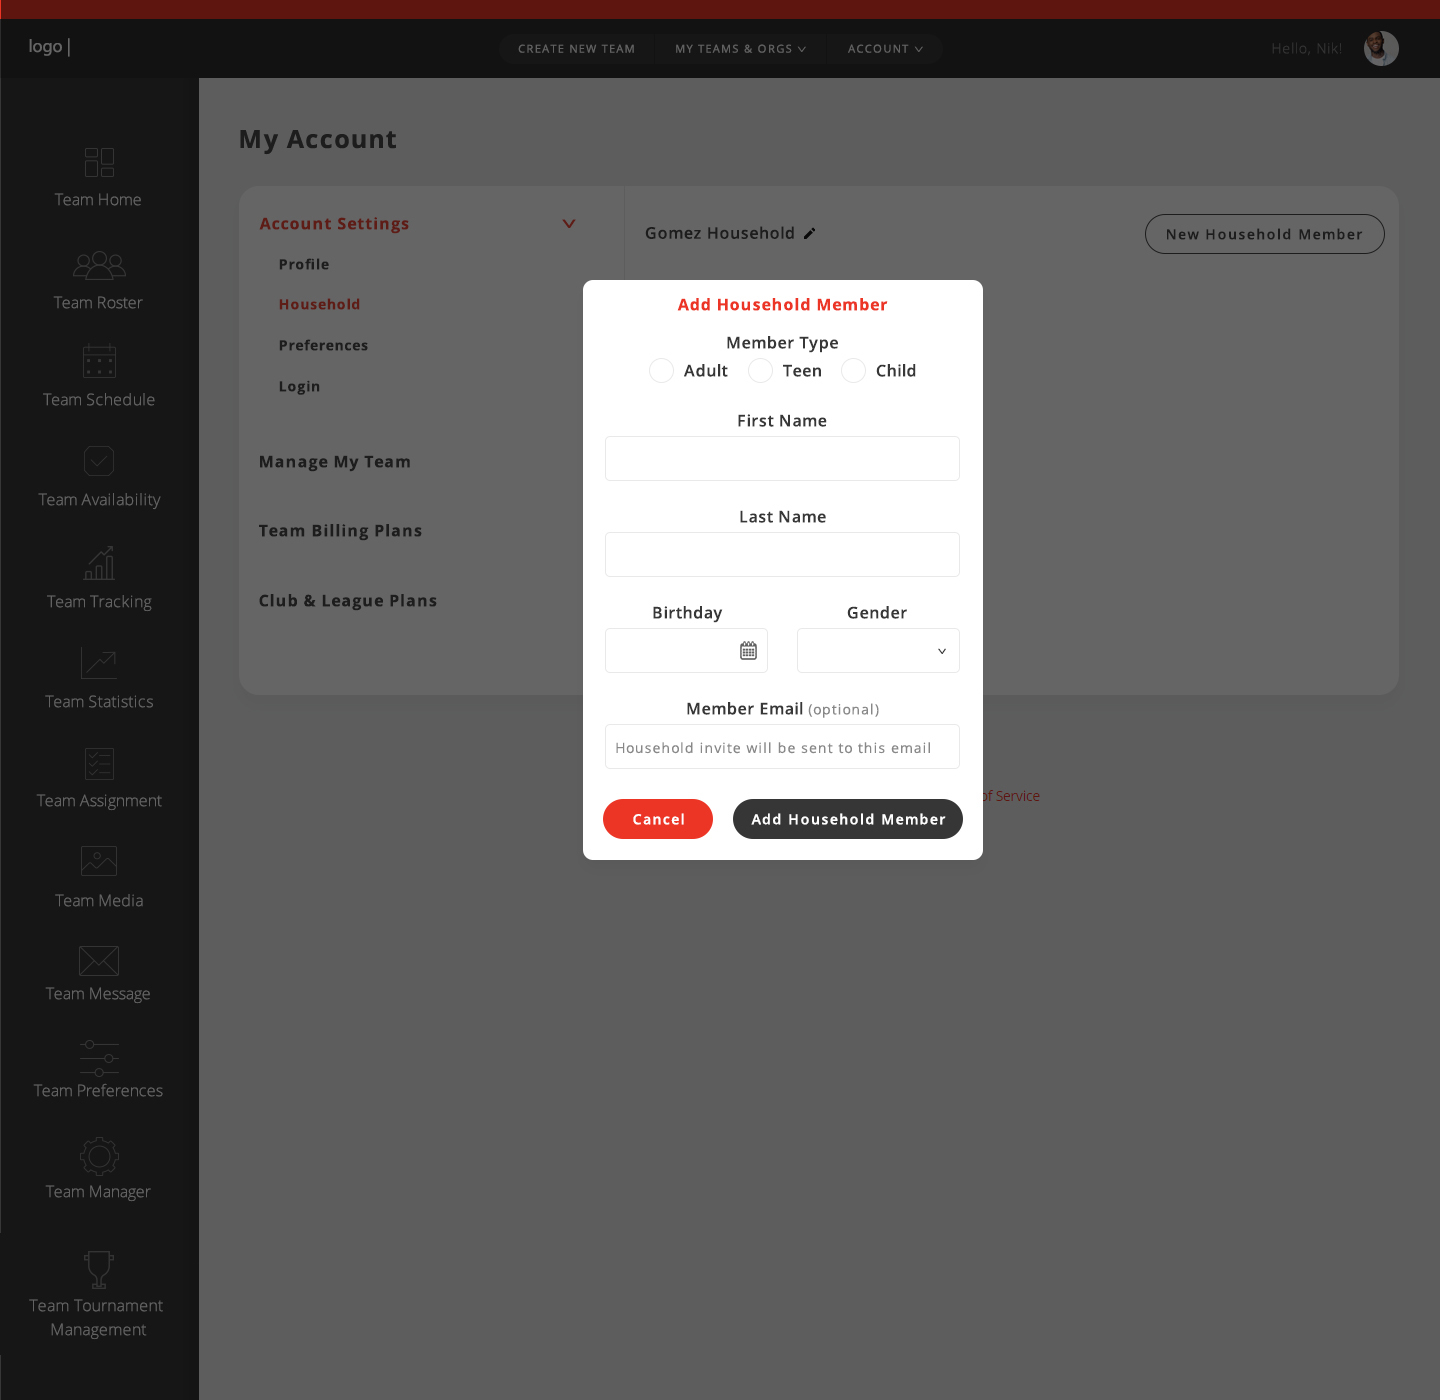 logo |
CREATE NEW TEAM
MY TEAMS & ORGS
ACCOUNT
Hello, Nik!
Team Home
Team Roster
Team Schedule
Team Availability
Team Tracking
Team Statistics
Team Assignment
Team Media
Team Message
Team Preferences
Team Manager
Team Tournament
Management
My Account
Account Settings
Profile
Household
Preferences
Login
Manage My Team
Team Billing Plans
Club & League Plans
Gomez Household
New Household Member
Add Household Member
Member Type
Adult
Teen
Child
First Name
Last Name
Birthday
Gender
Member Email (optional)
Household invite will be sent to this email
Cancel
Add Household Member
of Service